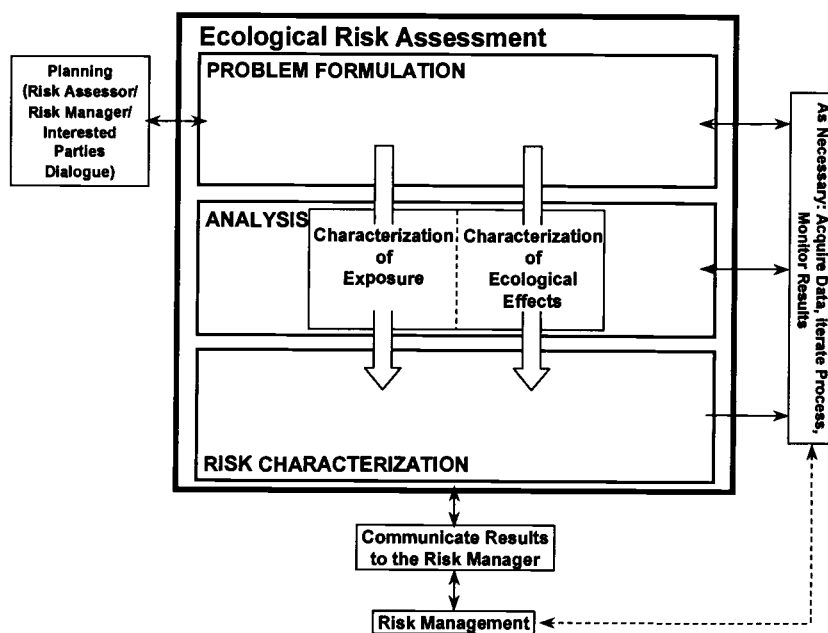 Ecological Risk Assessment
PROBLEM FORMULATION
Planning
(Risk Assessor/
Risk Manager/
Interested
Parties
Dialogue)
ANALYSIS
Characterization
of
Exposure
Characterization
of
Ecological
Effects
As Necessary: Acquire Data, iterate Process,
Monitor Results
RISK CHARACTERIZATION
Communicate Results
to the Risk Manager
Risk Management